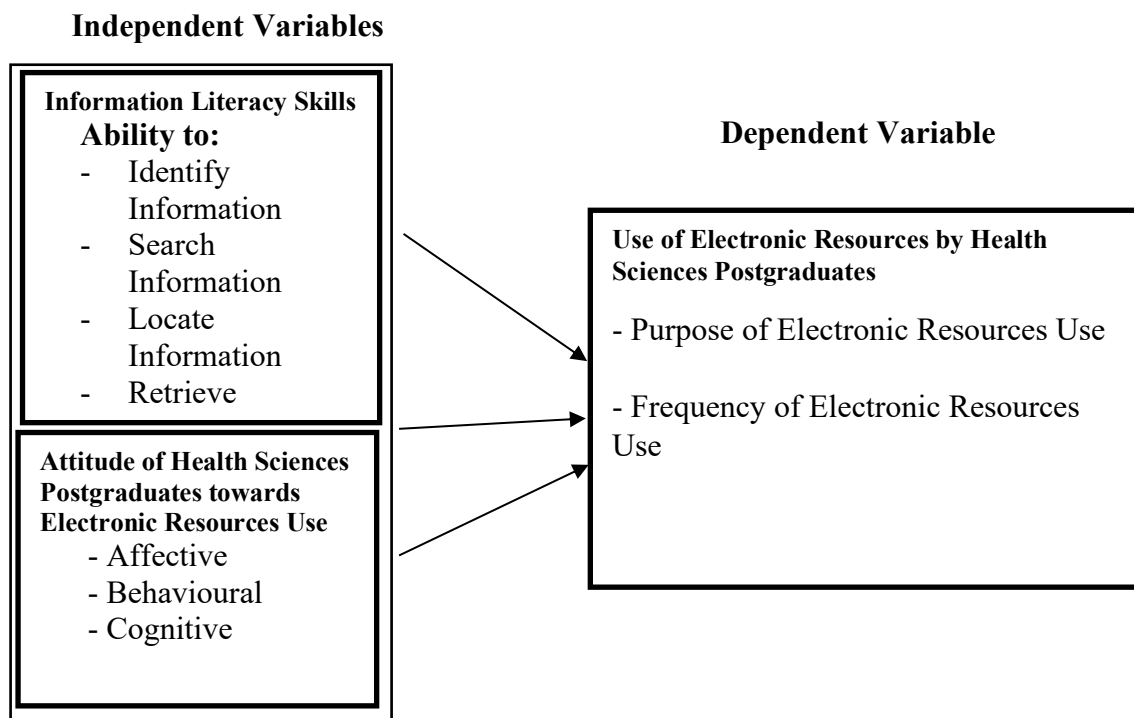 Independent Variables
Information Literacy Skills
Ability to:
- Identify
Information
- Search
Information
- Locate
Information
- Retrieve
Attitude of Health Sciences
Postgraduates towards
Electronic Resources Use
- Affective
- Behavioural
- Cognitive
Dependent Variable
Use of Electronic Resources by Health
Sciences Postgraduates
- Purpose of Electronic Resources Use
- Frequency of Electronic Resources
Use